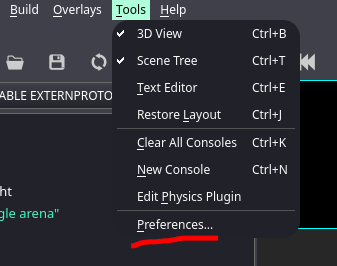 Build Overlays Tools Help
3D View Ctrl+B
Scene Tree Ctrl+T
Text Editor Ctrl+E
Restore Layout Ctrl+J
ABLE EXTERNPROTO
Clear All Consoles Ctrl+K
New Console Ctrl+N
Edit Physics Plugin
ht
gle arena"
Preferences...